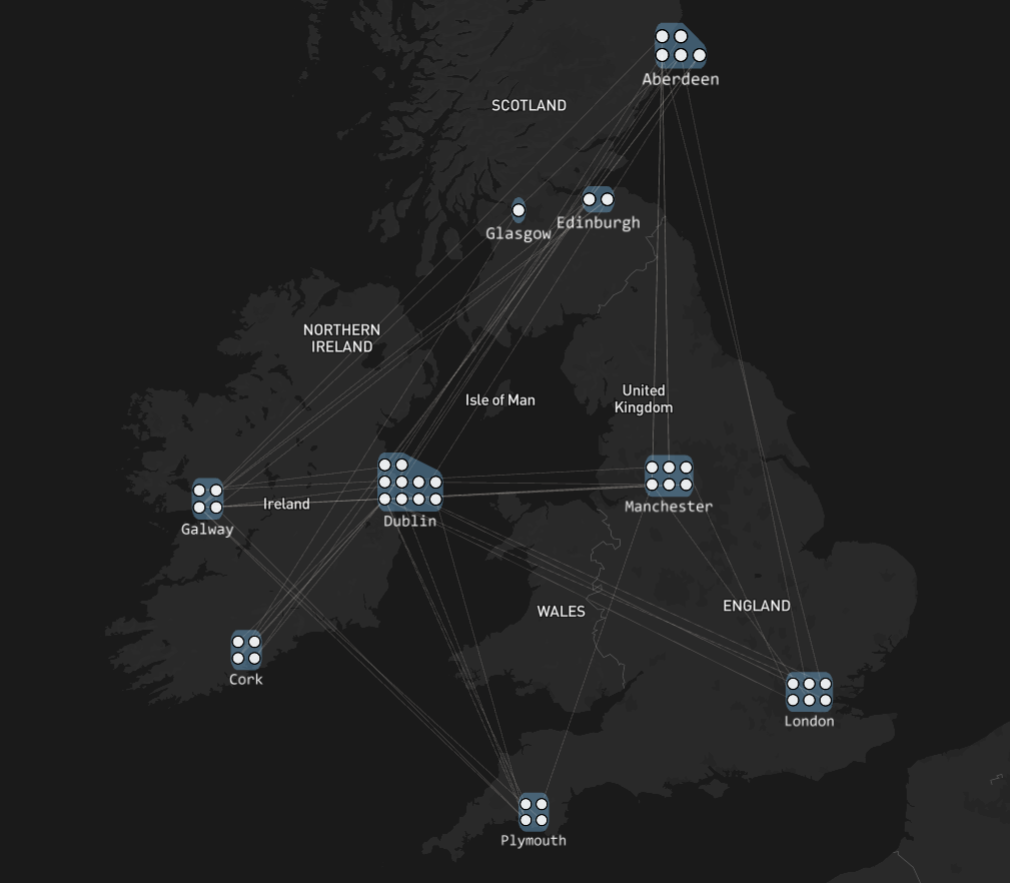 Aberdeen
SCOTLAND
Edinburgh
Glasgow
NORTHERN
IRELAND
Isle of Man
United
Kingdom
Galway
Ireland
Dublin
Manchester
WALES
ENGLAND
Cork
London
Plymouth